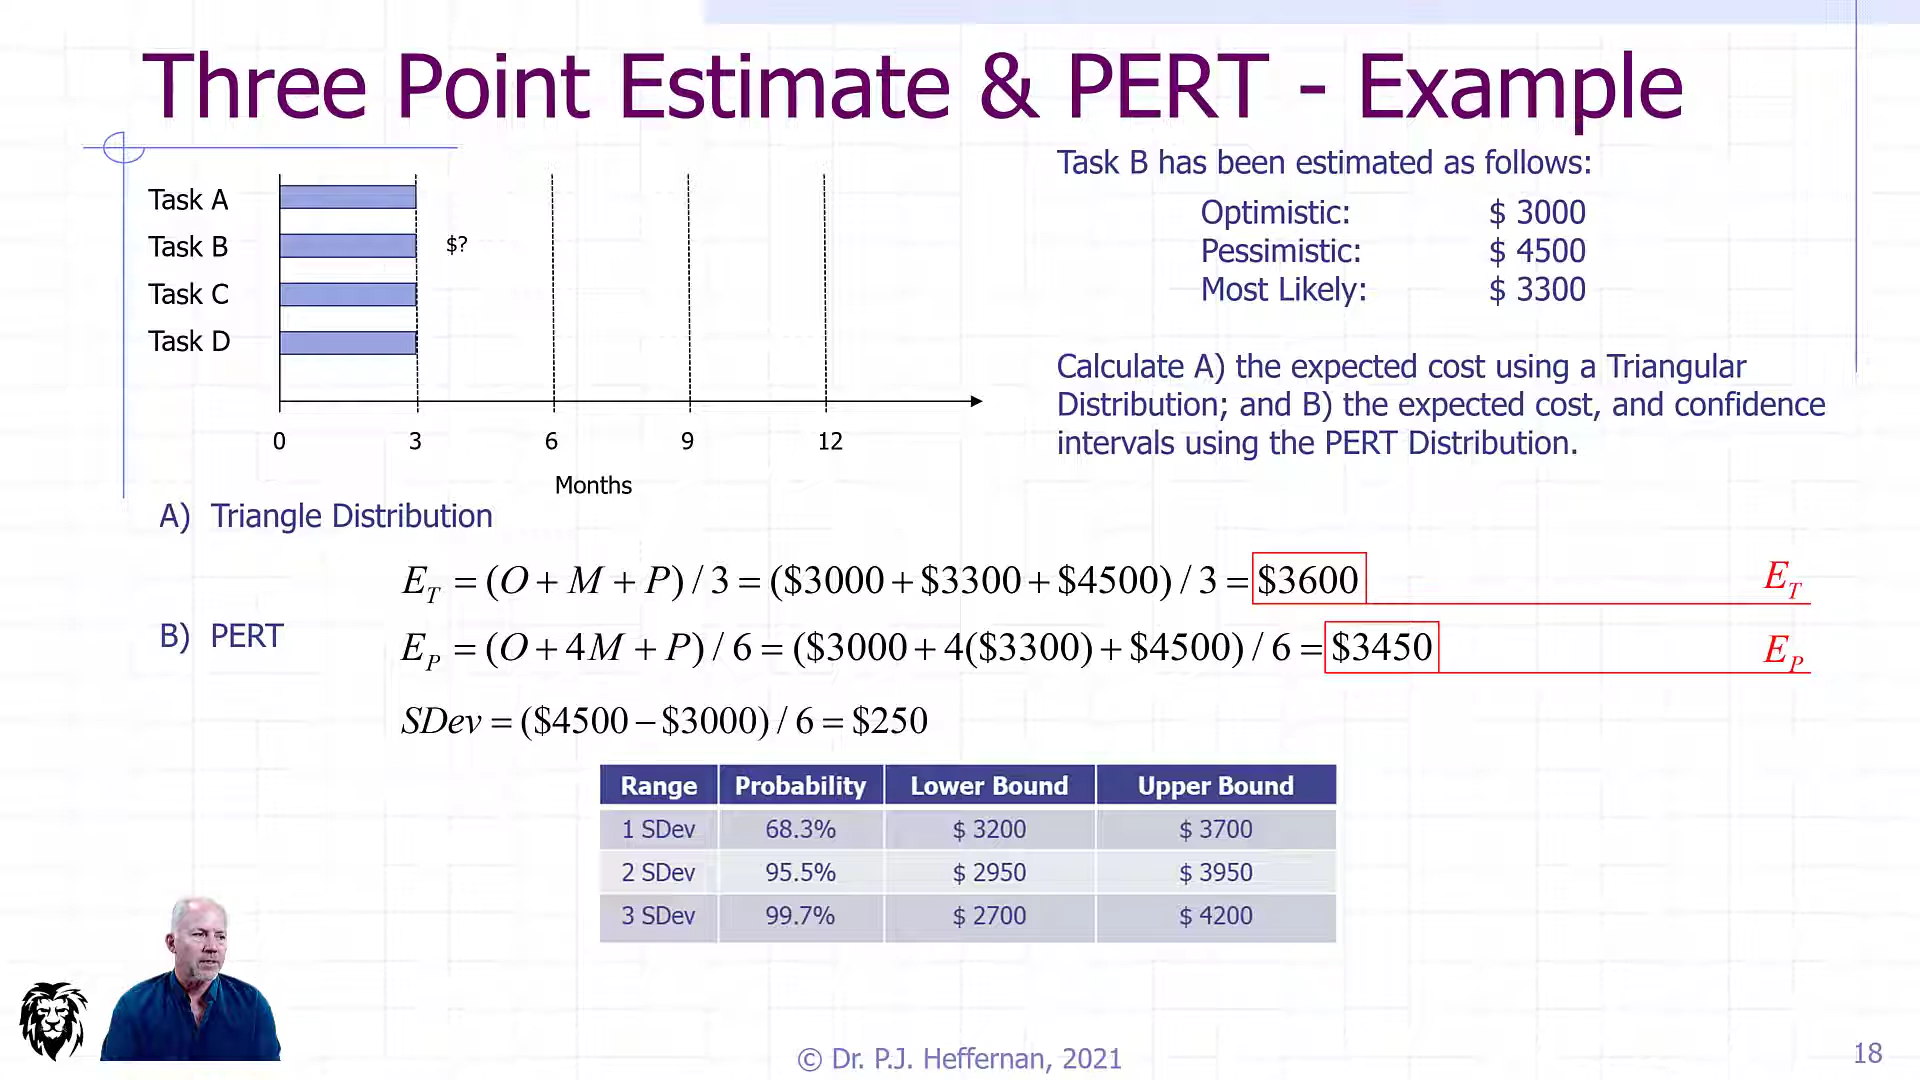 Three Point Estimate & PERT - Example
Task A
Task B
$?
Task C
Task D
0 3 6 9 12
Months
Task B has been estimated as follows:
Optimistic: $ 3000
Pessimistic: $ 4500
Most Likely: $ 3300
Calculate A) the expected cost using a Triangular
Distribution; and B) the expected cost, and confidence
intervals using the PERT Distribution.
A) Triangle Distribution
E_T = (O + M + P) / 3 = ($3000 + $3300 + $4500) / 3 = $3600 E_T
B) PERT E_P = (O + 4M + P) / 6 = ($3000 + 4($3300) + $4500) / 6 = $3450 E_P
SDev = ($4500 − $3000) / 6 = $250
Range Probability Lower Bound Upper Bound
1 SDev 68.3% $ 3200 $ 3700
2 SDev 95.5% $ 2950 $ 3950
3 SDev 99.7% $ 2700 $ 4200
© Dr. P.J. Heffernan, 2021
18